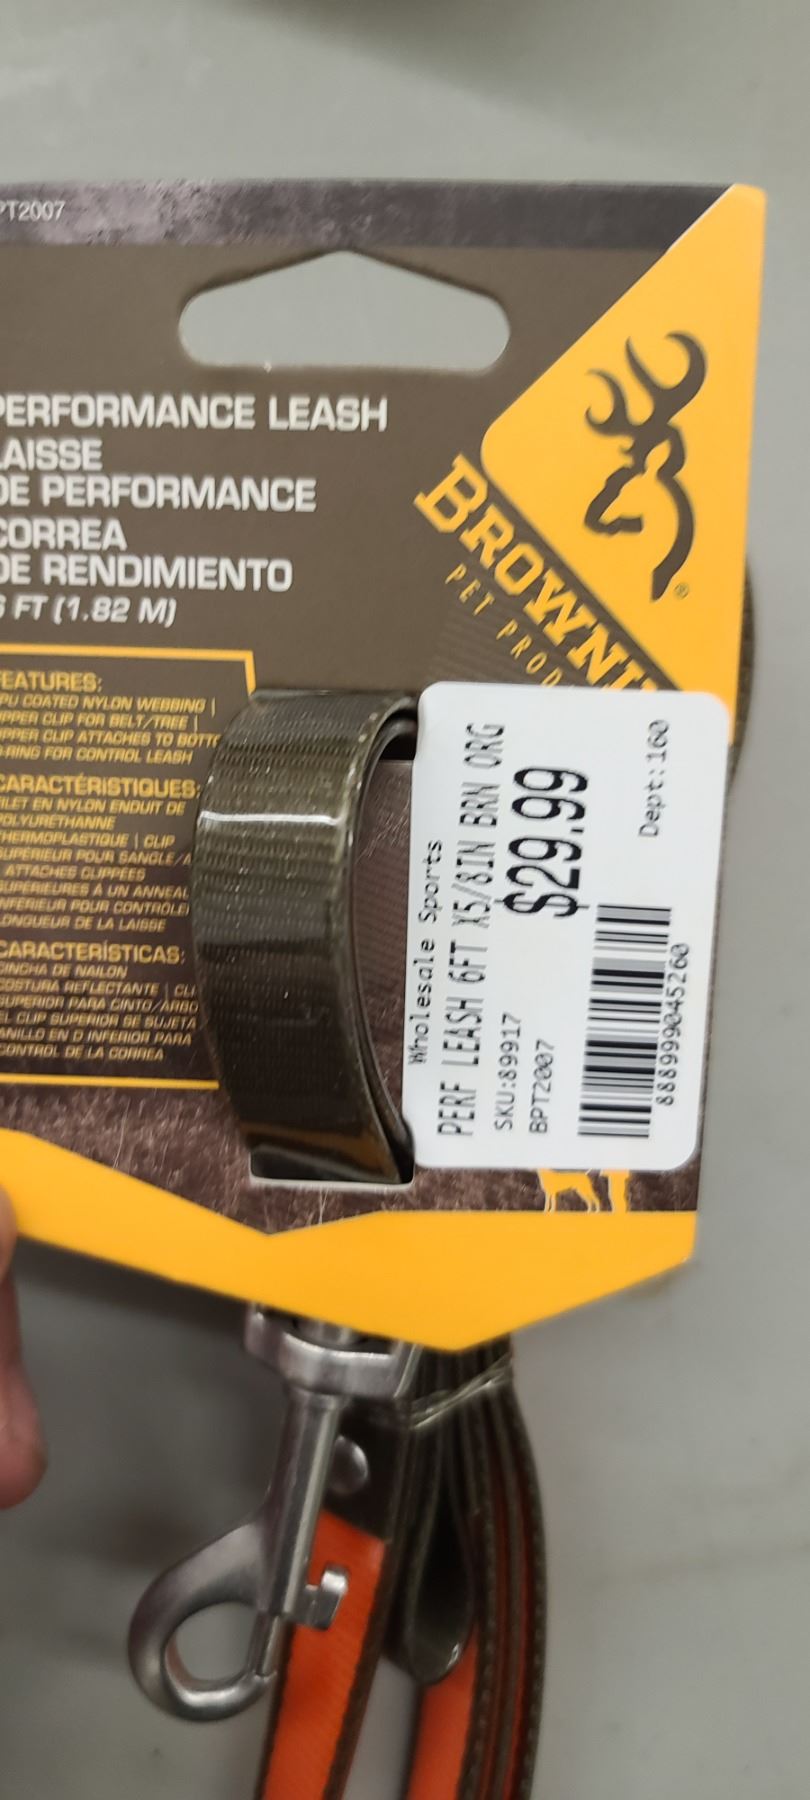 PT2007
PERFORMANCE LEASH
LAISSE
DE PERFORMANCE
CORREA
DE RENDIMIENTO
6 FT (1.82 M)
FEATURES:
PU COATED NYLON WEBBING |
UPPER CLIP FOR BELT/TREE |
UPPER CLIP ATTACHES TO BOTT
D-RING FOR CONTROL LEASH
CARACTÉRISTIQUES:
FILET EN NYLON ENDUIT DE
POLYURÉTHANNE
THERMOPLASTIQUE | CLIP
SUPÉRIEUR POUR SANGLE/A
ATTACHES CLIPPÉES
SUPÉRIEURES À UN ANNEAU
INFÉRIEUR POUR CONTRÔLE
LONGUEUR DE LA LAISSE
CARACTERÍSTICAS:
CINCHA DE NAILON
COSTURA REFLECTANTE | CLI
SUPERIOR PARA CINTO/ÁRBO
EL CLIP SUPERIOR SE SUJETA
ANILLO EN D INFERIOR PARA
CONTROL DE LA CORREA
BROWNI
PET PROD
®
Wholesale Sports
PERF LEASH 6FT X5/8IN BRN ORG
$29.99
SKU:89917
BPT2007
Dept:160
888999045260